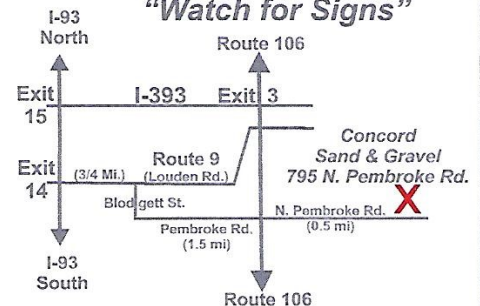 "Watch for Signs"
I-93
North
Route 106
Exit
15
I-393
Exit 3
Concord
Sand & Gravel
795 N. Pembroke Rd.
X
Exit
14
(3/4 Mi.)
Route 9
(Louden Rd.)
Blodgett St.
N. Pembroke Rd.
(0.5 mi)
Pembroke Rd.
(1.5 mi)
I-93
South
Route 106